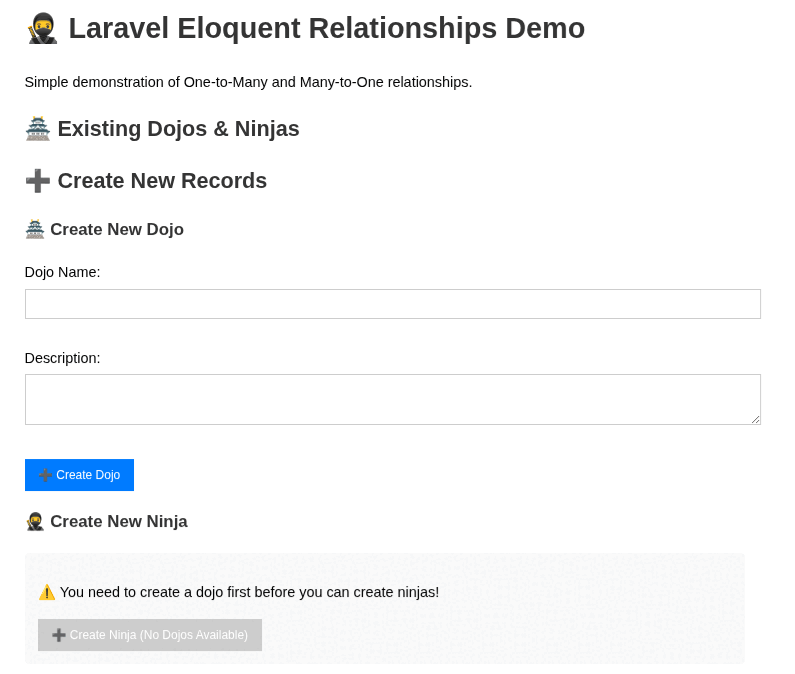 🥷 Laravel Eloquent Relationships Demo
Simple demonstration of One-to-Many and Many-to-One relationships.
🏯 Existing Dojos & Ninjas
➕ Create New Records
🏯 Create New Dojo
Dojo Name:
Description:
➕ Create Dojo
🥷 Create New Ninja
⚠️ You need to create a dojo first before you can create ninjas!
➕ Create Ninja (No Dojos Available)